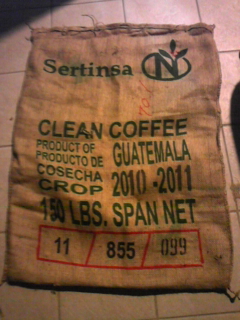 Sertinsa N
CLEAN COFFEE
PRODUCT OF
PRODUCTO DE GUATEMALA
COSECHA
CROP 2010-2011
150 LBS. SPAN NET
11 855 099